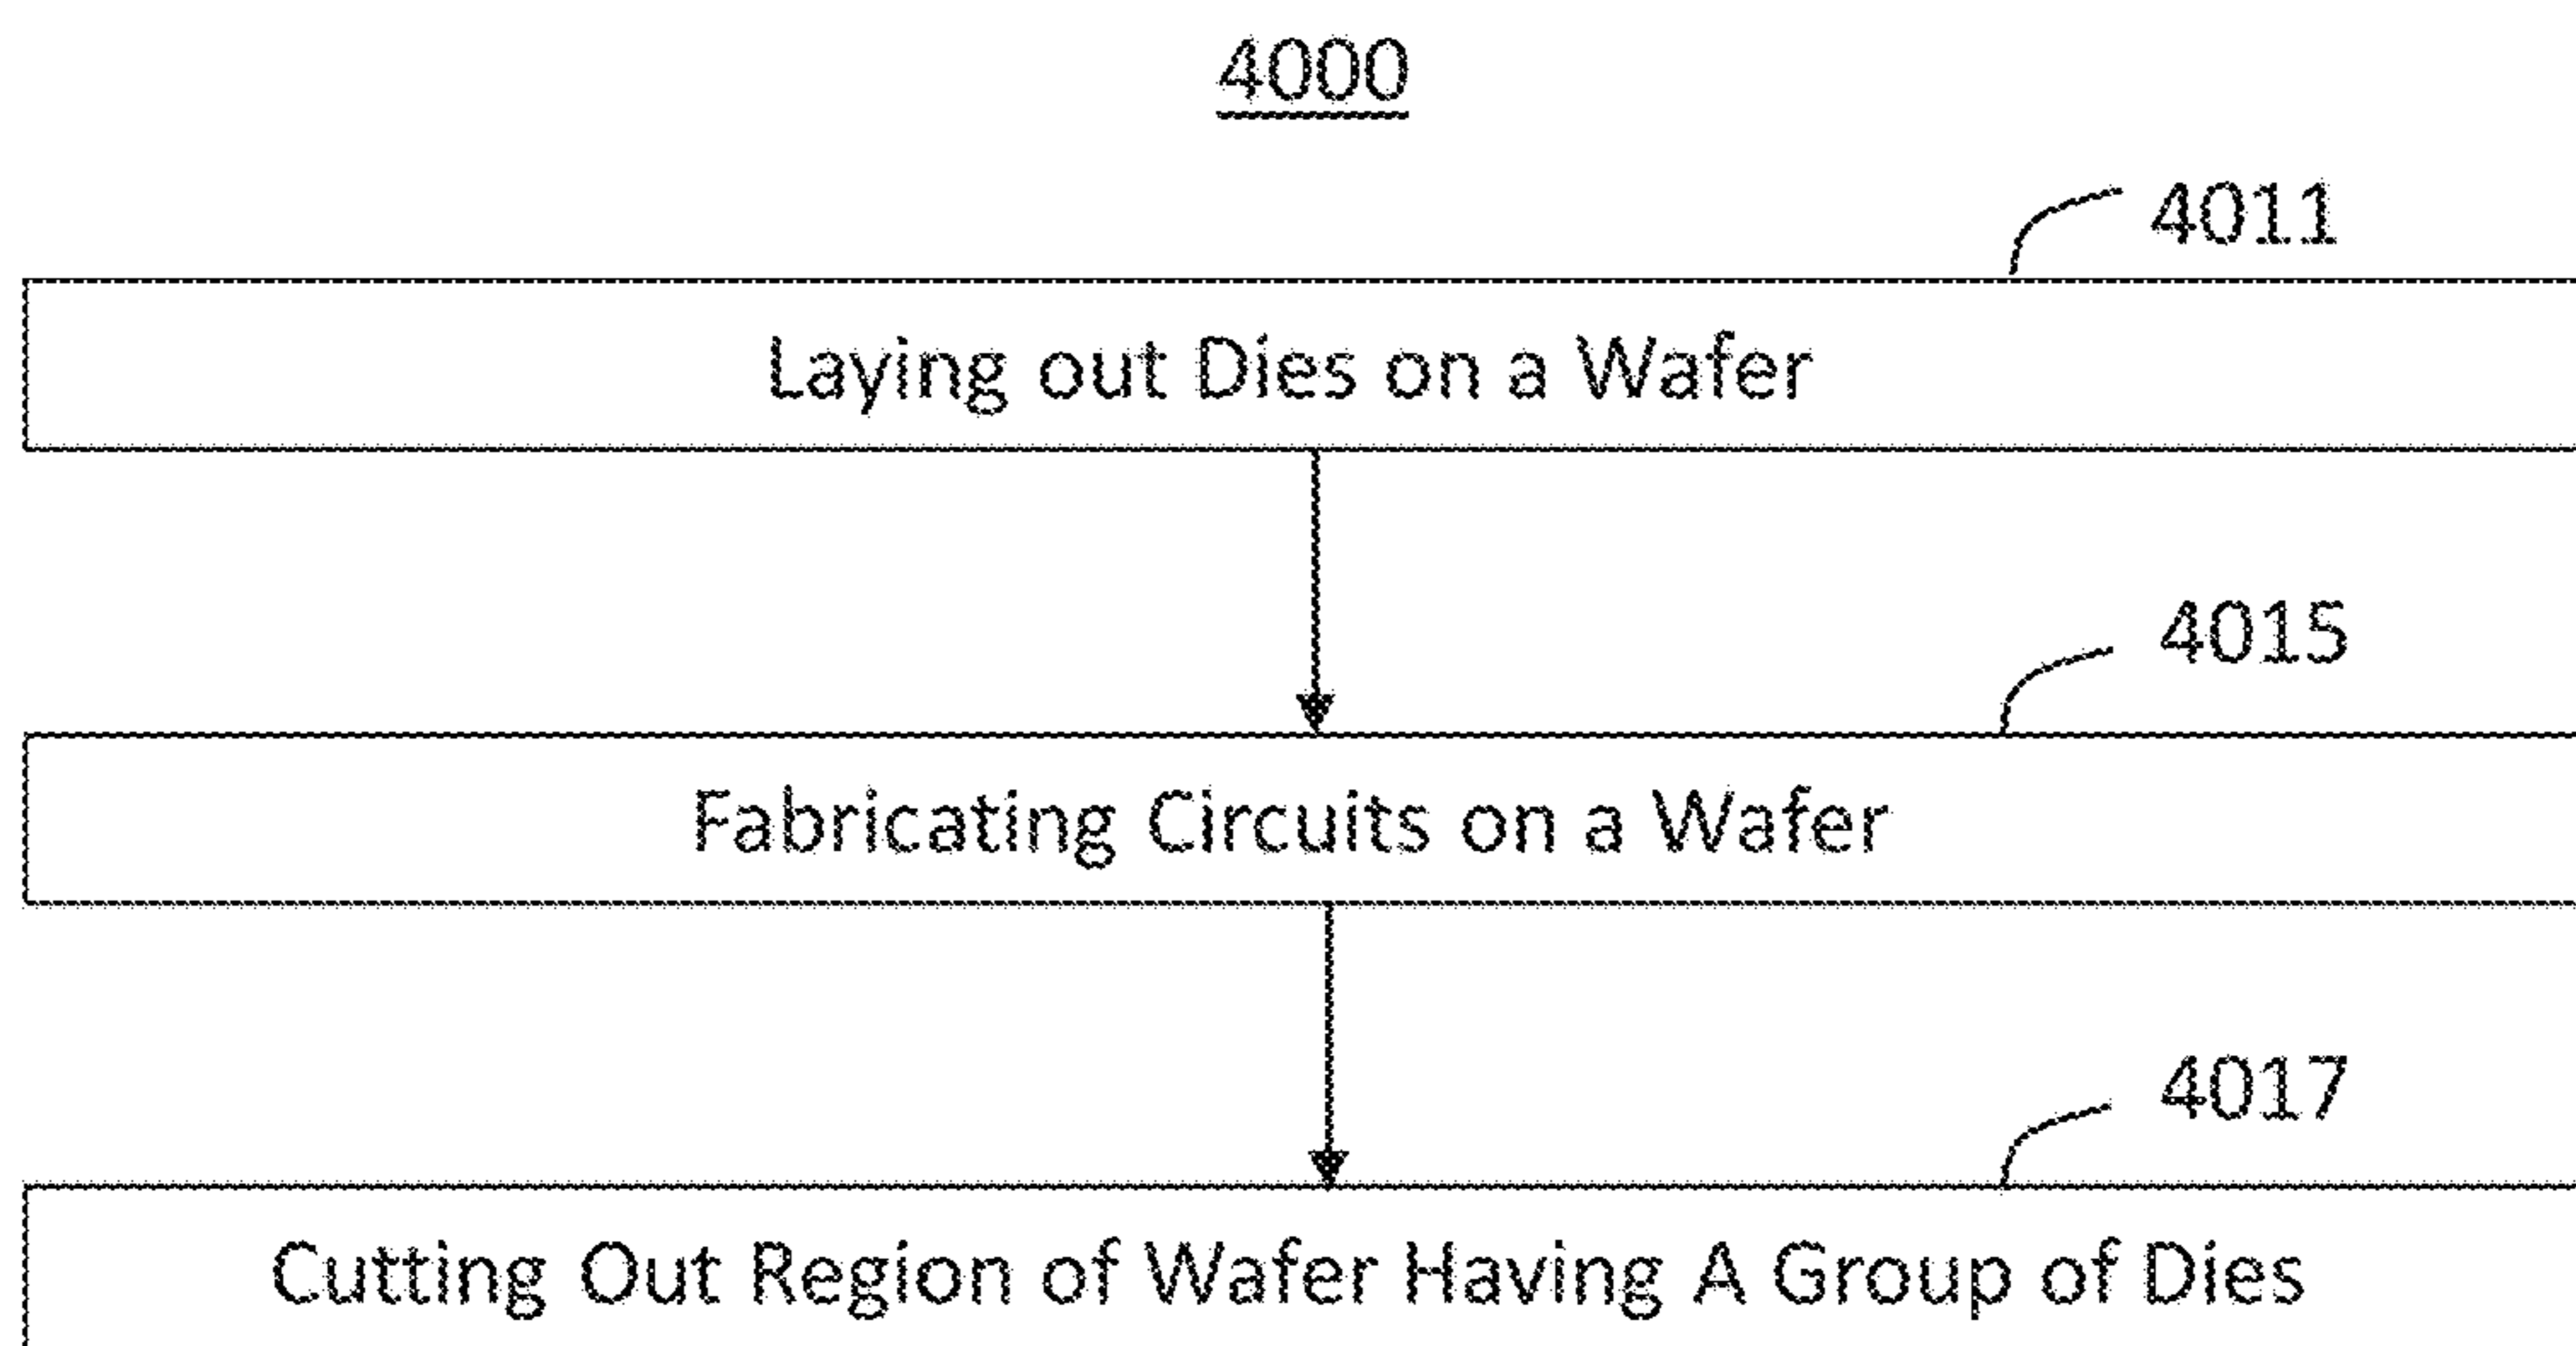 4000
4011
Laying out Dies on a Wafer
4015
Fabricating Circuits on a Wafer
4017
Cutting Out Region of Wafer Having A Group of Dies